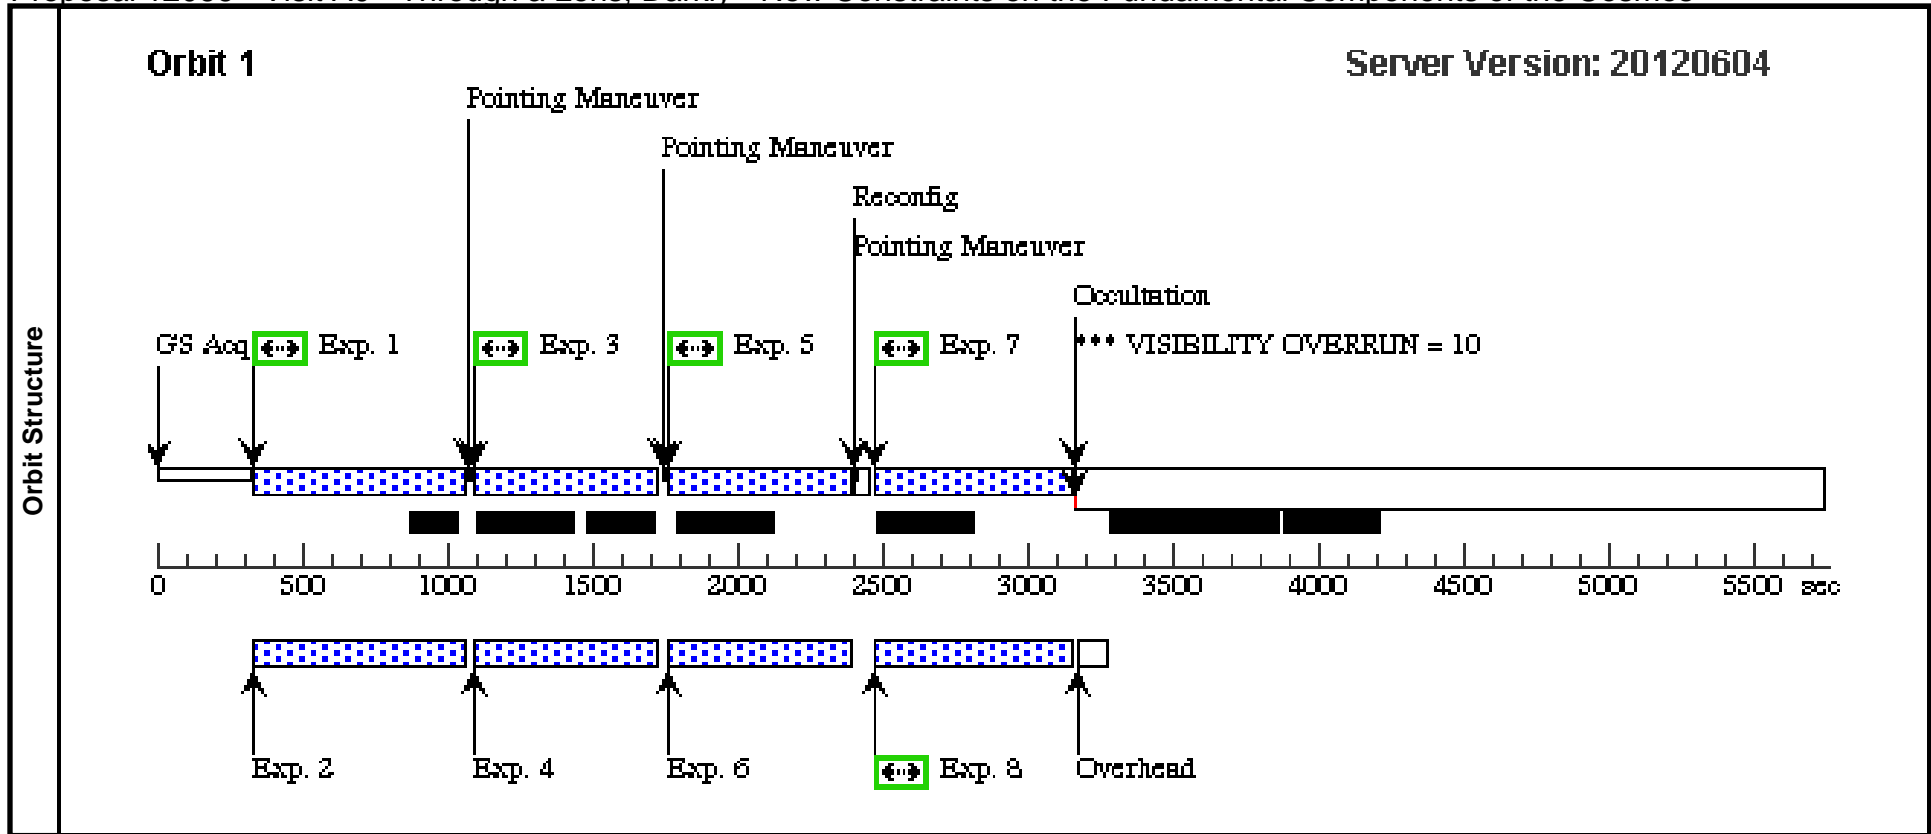 Orbit 1
Server Version: 20120604
Pointing Maneuver
Pointing Maneuver
Reconfig
Pointing Maneuver
Occultation
GS Acq Exp. 1 Exp. 3 Exp. 5 Exp. 7 *** VISIBILITY OVERRUN = 10
Orbit Structure
0 500 1000 1500 2000 2500 3000 3500 4000 4500 5000 5500 sec
Exp. 2 Exp. 4 Exp. 6 Exp. 8 Overhead